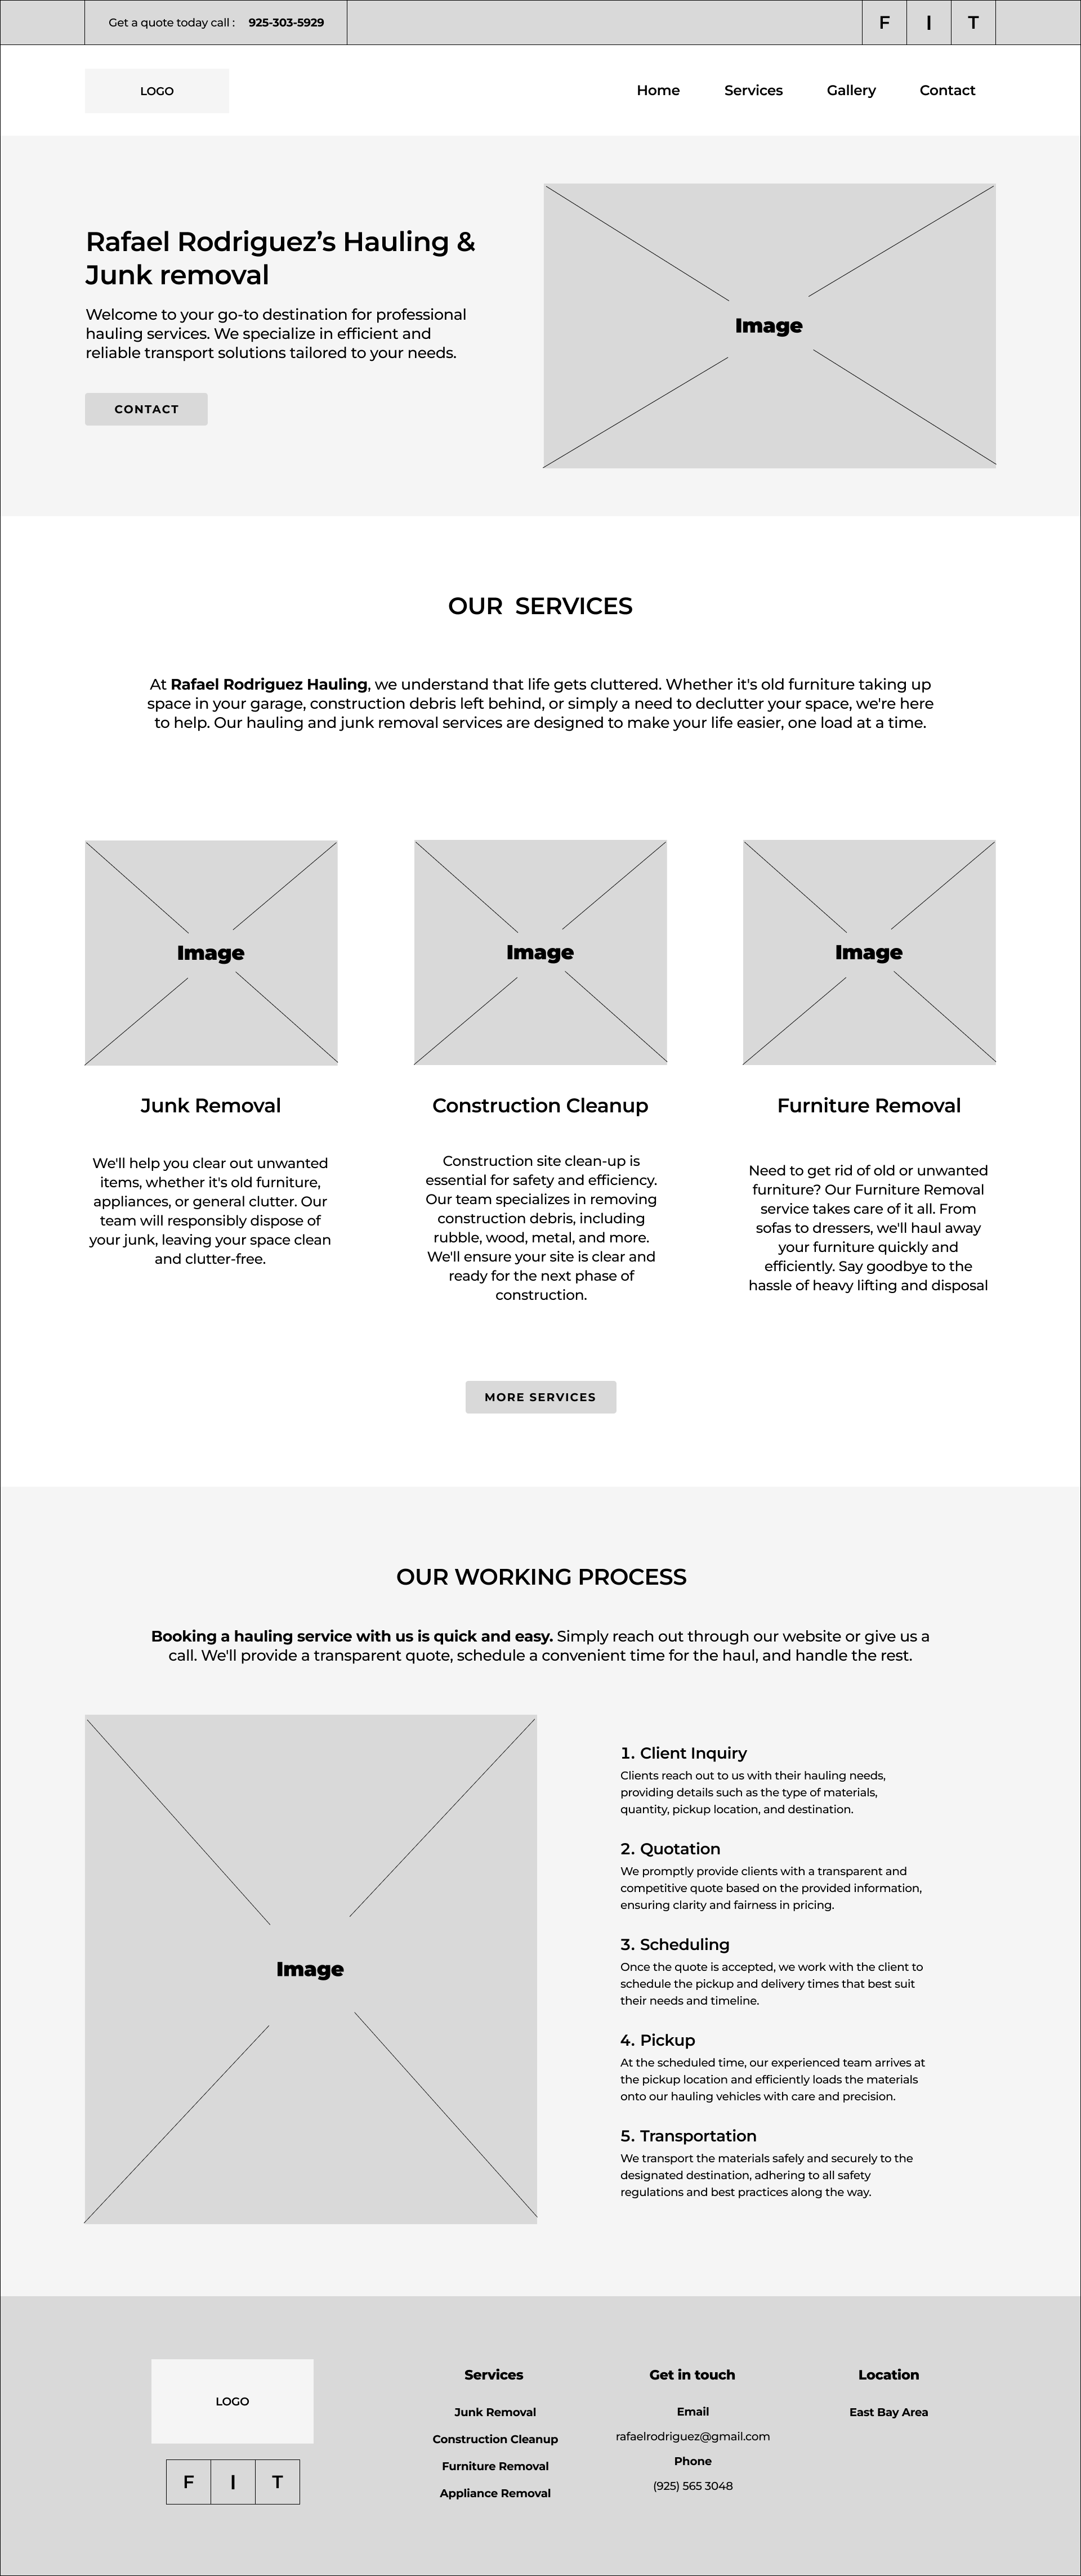 Get a quote today call : 925-303-5929
F I T
LOGO
Home Services Gallery Contact
Rafael Rodriguez’s Hauling &
Junk removal
Welcome to your go-to destination for professional
hauling services. We specialize in efficient and
reliable transport solutions tailored to your needs.
CONTACT
Image
OUR SERVICES
At Rafael Rodriguez Hauling, we understand that life gets cluttered. Whether it's old furniture taking up
space in your garage, construction debris left behind, or simply a need to declutter your space, we're here
to help. Our hauling and junk removal services are designed to make your life easier, one load at a time.
Image
Junk Removal
We'll help you clear out unwanted
items, whether it's old furniture,
appliances, or general clutter. Our
team will responsibly dispose of
your junk, leaving your space clean
and clutter-free.
Image
Construction Cleanup
Construction site clean-up is
essential for safety and efficiency.
Our team specializes in removing
construction debris, including
rubble, wood, metal, and more.
We'll ensure your site is clear and
ready for the next phase of
construction.
Image
Furniture Removal
Need to get rid of old or unwanted
furniture? Our Furniture Removal
service takes care of it all. From
sofas to dressers, we'll haul away
your furniture quickly and
efficiently. Say goodbye to the
hassle of heavy lifting and disposal
MORE SERVICES
OUR WORKING PROCESS
Booking a hauling service with us is quick and easy. Simply reach out through our website or give us a
call. We'll provide a transparent quote, schedule a convenient time for the haul, and handle the rest.
Image
1. Client Inquiry
Clients reach out to us with their hauling needs,
providing details such as the type of materials,
quantity, pickup location, and destination.
2. Quotation
We promptly provide clients with a transparent and
competitive quote based on the provided information,
ensuring clarity and fairness in pricing.
3. Scheduling
Once the quote is accepted, we work with the client to
schedule the pickup and delivery times that best suit
their needs and timeline.
4. Pickup
At the scheduled time, our experienced team arrives at
the pickup location and efficiently loads the materials
onto our hauling vehicles with care and precision.
5. Transportation
We transport the materials safely and securely to the
designated destination, adhering to all safety
regulations and best practices along the way.
LOGO
F I T
Services
Junk Removal
Construction Cleanup
Furniture Removal
Appliance Removal
Get in touch
Email
rafaelrodriguez@gmail.com
Phone
(925) 565 3048
Location
East Bay Area